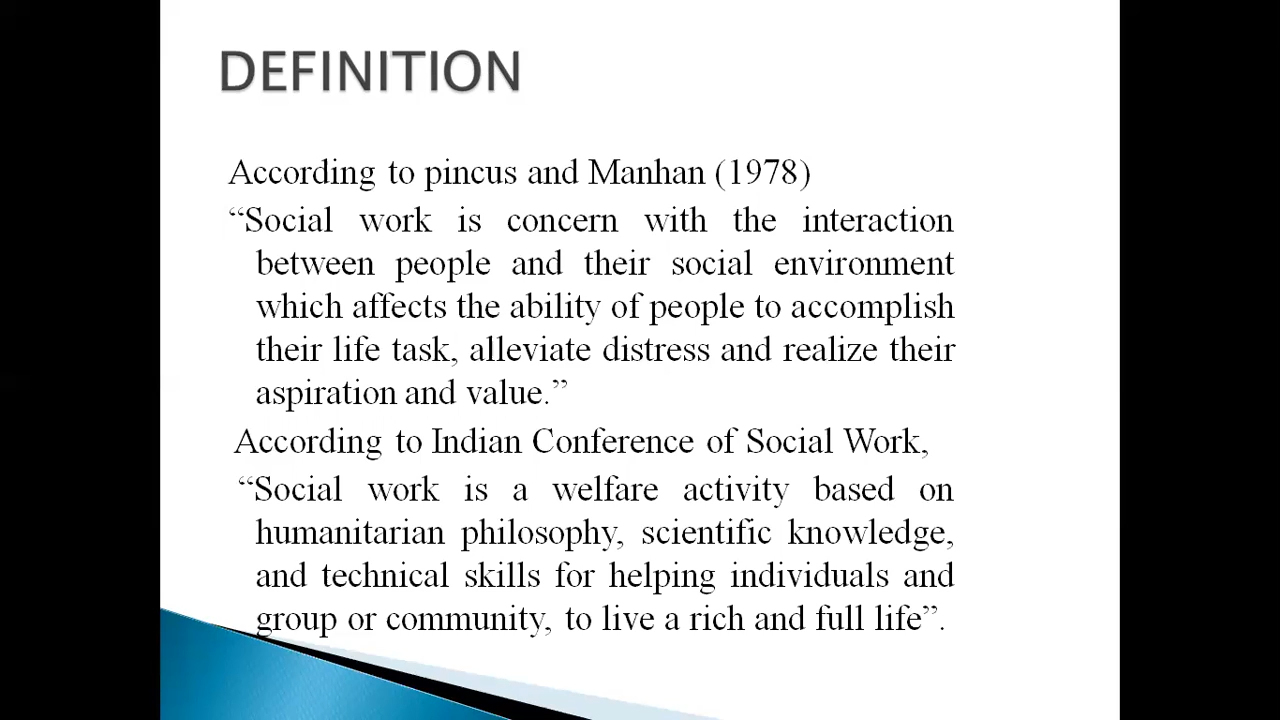 DEFINITION
According to pincus and Manhan (1978)
“Social work is concern with the interaction
between people and their social environment
which affects the ability of people to accomplish
their life task, alleviate distress and realize their
aspiration and value.”
According to Indian Conference of Social Work,
“Social work is a welfare activity based on
humanitarian philosophy, scientific knowledge,
and technical skills for helping individuals and
group or community, to live a rich and full life”.